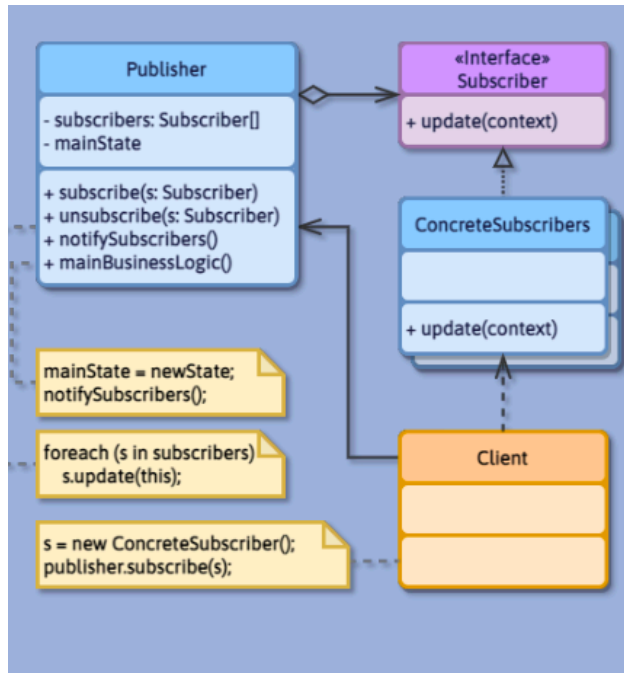 Publisher
- subscribers: Subscriber[]
- mainState
+ subscribe(s: Subscriber)
+ unsubscribe(s: Subscriber)
+ notifySubscribers()
+ mainBusinessLogic()
«Interface»
Subscriber
+ update(context)
ConcreteSubscribers
+ update(context)
mainState = newState;
notifySubscribers();
foreach (s in subscribers)
s.update(this);
Client
s = new ConcreteSubscriber();
publisher.subscribe(s);